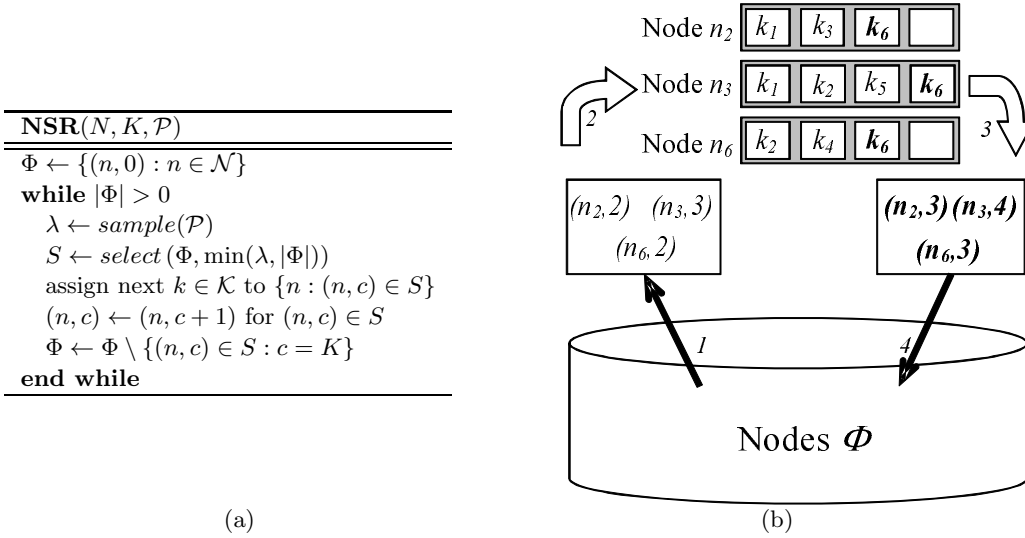 NSR(N, K, 𝒫)
Φ ← {(n, 0) : n ∈ 𝒩}
while |Φ| > 0
λ ← sample(𝒫)
S ← select (Φ, min(λ, |Φ|))
assign next k ∈ 𝒦 to {n : (n, c) ∈ S}
(n, c) ← (n, c + 1) for (n, c) ∈ S
Φ ← Φ \ {(n, c) ∈ S : c = K}
end while
(a)
Node n₂ k₁ k₃ k₆
Node n₃ k₁ k₂ k₅ k₆
Node n₆ k₂ k₄ k₆
2
3
(n₂,2) (n₃,3)
(n₆,2)
(n₂,3)(n₃,4)
(n₆,3)
1
4
Nodes Φ
(b)